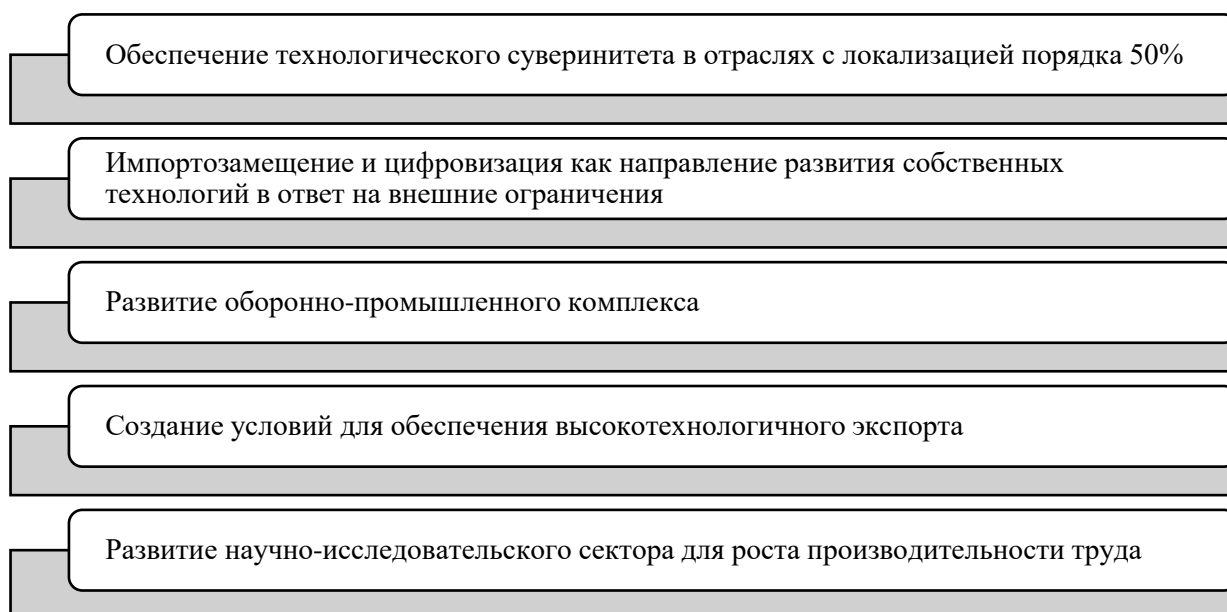 Обеспечение технологического суверинитета в отраслях с локализацией порядка 50%
Импортозамещение и цифровизация как направление развития собственных
технологий в ответ на внешние ограничения
Развитие оборонно-промышленного комплекса
Создание условий для обеспечения высокотехнологичного экспорта
Развитие научно-исследовательского сектора для роста производительности труда